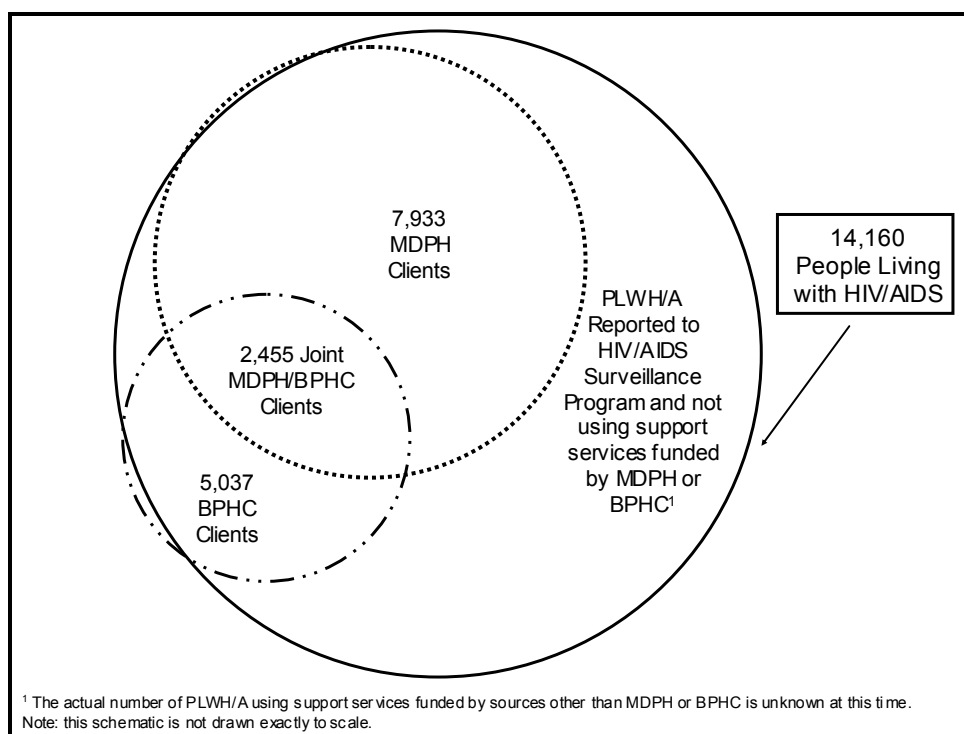 7,933
MDPH
Clients
14,160
People Living
with HIV/AIDS
PLWH/A
Reported to
HIV/AIDS
Surveillance
Program and not
using support
services funded
by MDPH or
BPHC¹
2,455 Joint
MDPH/BPHC
Clients
5,037
BPHC
Clients
¹ The actual number of PLWH/A using support services funded by sources other than MDPH or BPHC is unknown at this time.
Note: this schematic is not drawn exactly to scale.